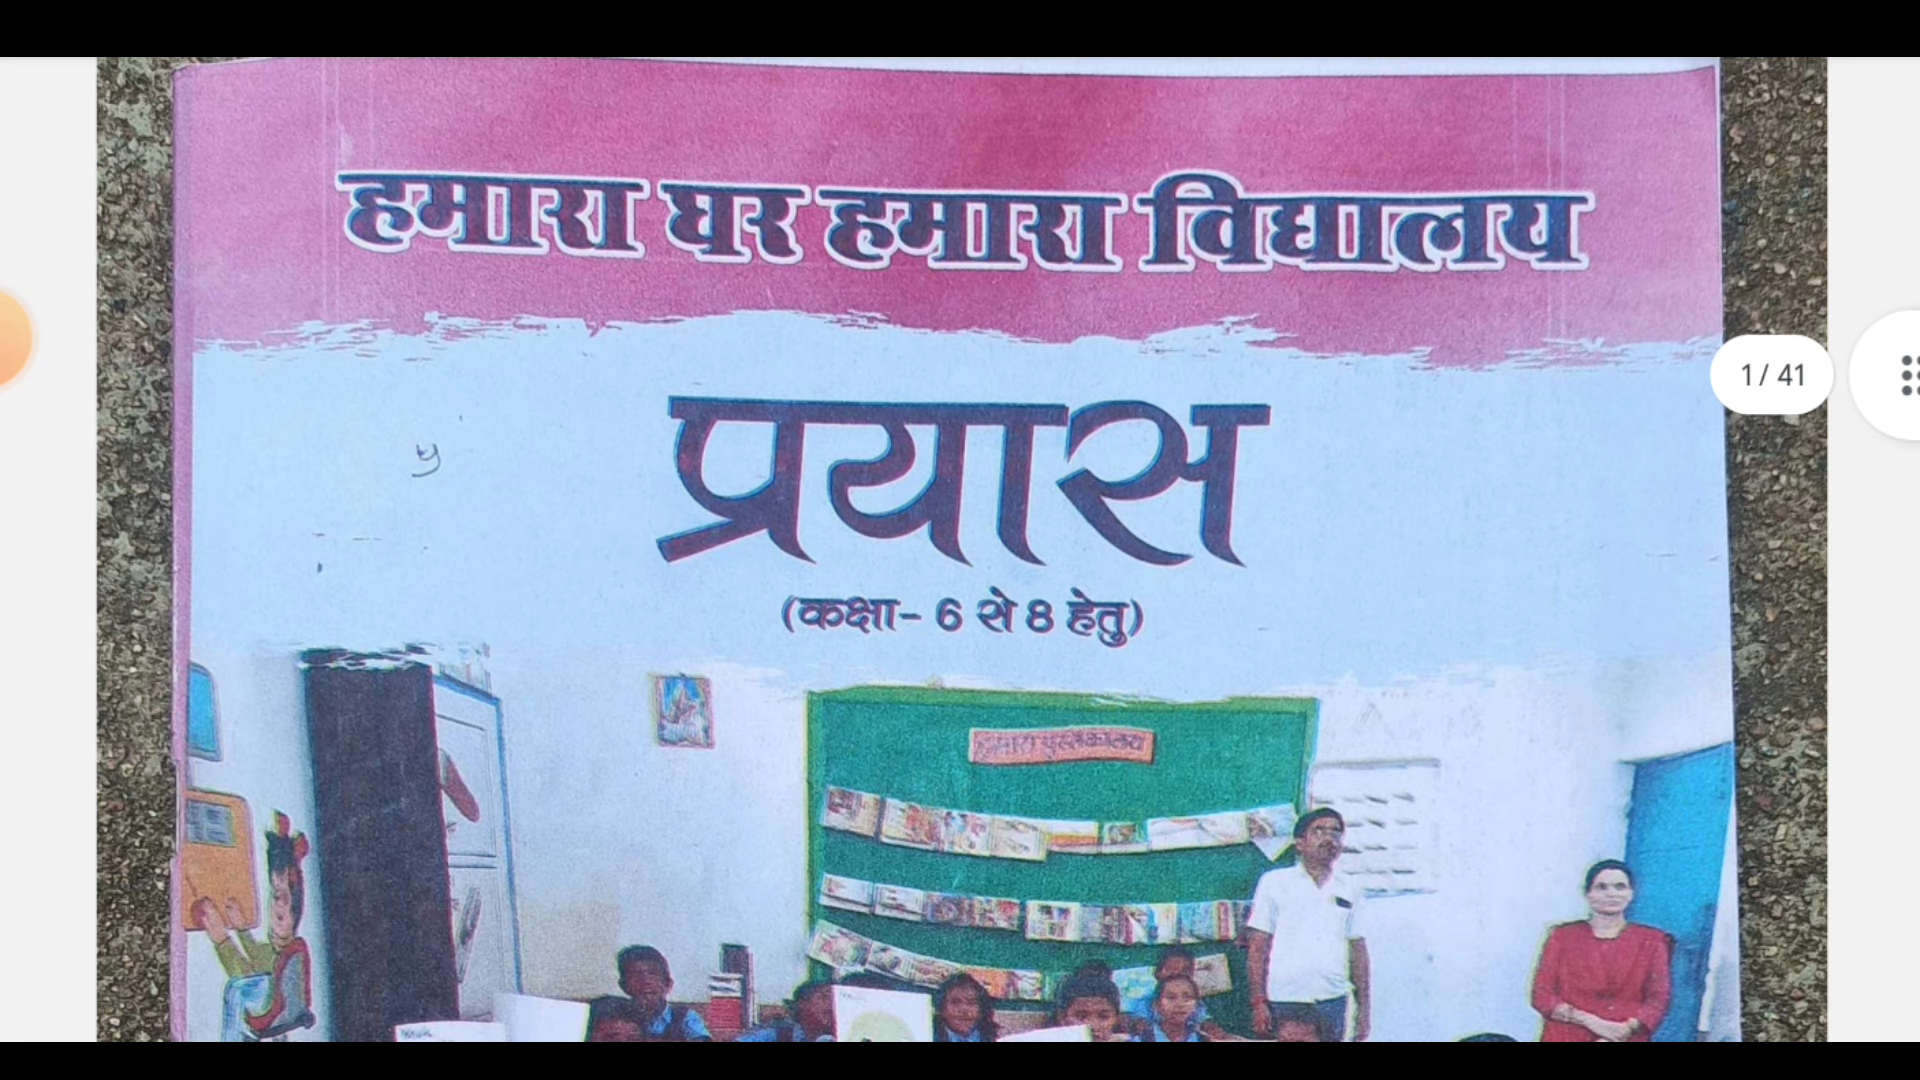 हमारा घर हमारा विद्यालय
प्रयास
1 / 41
(कक्षा- 6 से 8 हेतु)
हमारा पुस्तकालय